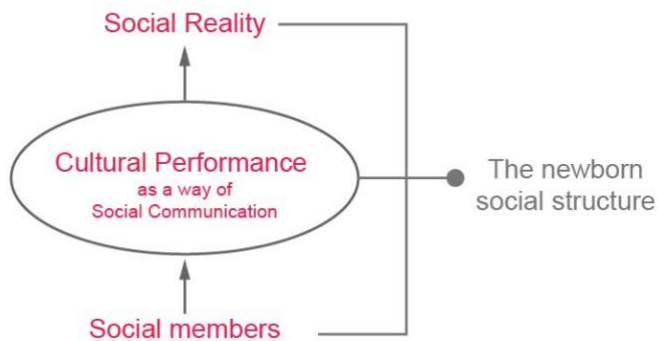 Social Reality
Cultural Performance
as a way of
Social Communication
The newborn
social structure
Social members